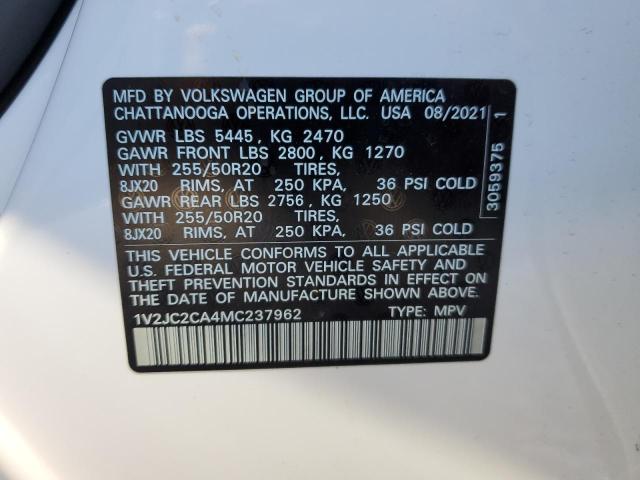 MFD BY VOLKSWAGEN GROUP OF AMERICA
CHATTANOOGA OPERATIONS, LLC. USA 08/2021
GVWR LBS 5445, KG 2470
GAWR FRONT LBS 2800, KG 1270
WITH 255/50R20 TIRES,
8JX20 RIMS, AT 250 KPA, 36 PSI COLD
GAWR REAR LBS 2756, KG 1250
WITH 255/50R20 TIRES,
8JX20 RIMS, AT 250 KPA, 36 PSI COLD
THIS VEHICLE CONFORMS TO ALL APPLICABLE
U.S. FEDERAL MOTOR VEHICLE SAFETY AND
THEFT PREVENTION STANDARDS IN EFFECT ON
THE DATE OF MANUFACTURE SHOWN ABOVE.
1V2JC2CA4MC237962 TYPE: MPV
3059375 1